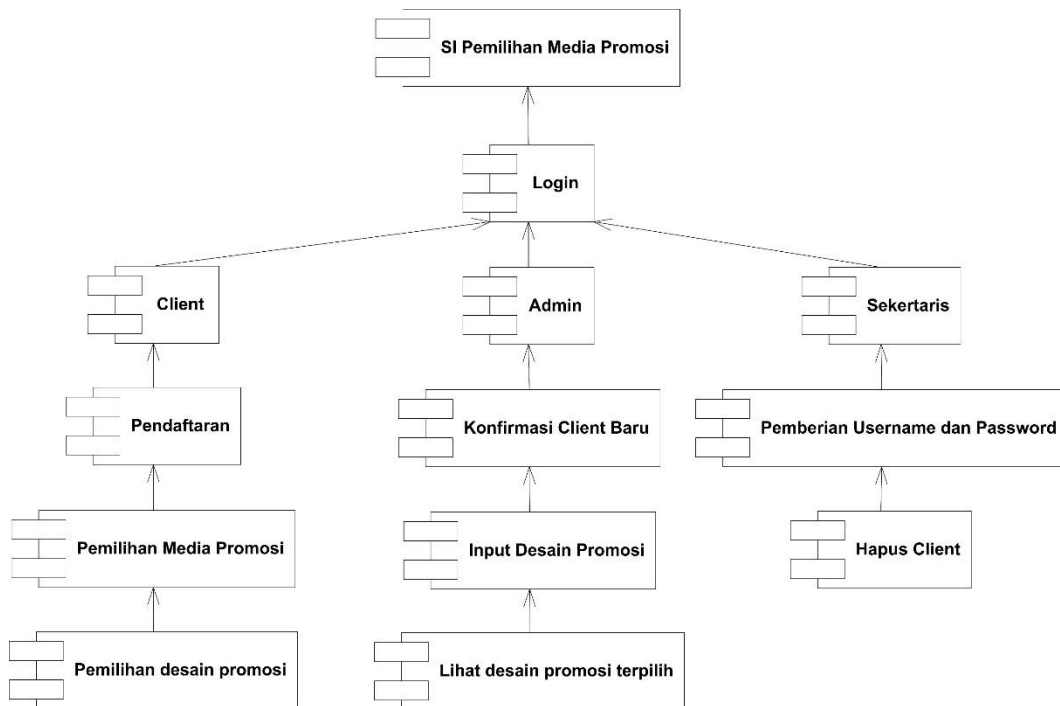 SI Pemilihan Media Promosi
Login
Client
Admin
Sekertaris
Pendaftaran
Konfirmasi Client Baru
Pemberian Username dan Password
Pemilihan Media Promosi
Input Desain Promosi
Hapus Client
Pemilihan desain promosi
Lihat desain promosi terpilih